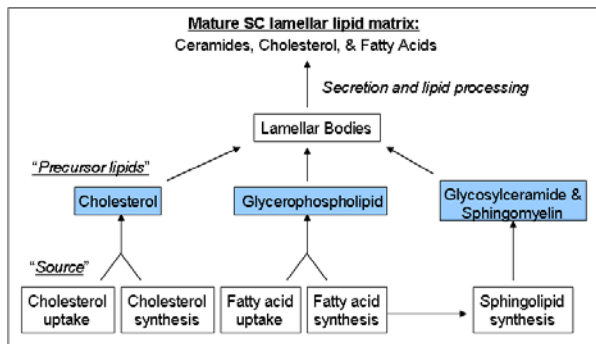 Mature SC lamellar lipid matrix:
Ceramides, Cholesterol, & Fatty Acids
Secretion and lipid processing
Lamellar Bodies
"Precursor lipids"
Cholesterol
Glycerophospholipid
Glycosylceramide &
Sphingomyelin
"Source"
Cholesterol
uptake
Cholesterol
synthesis
Fatty acid
uptake
Fatty acid
synthesis
Sphingolipid
synthesis